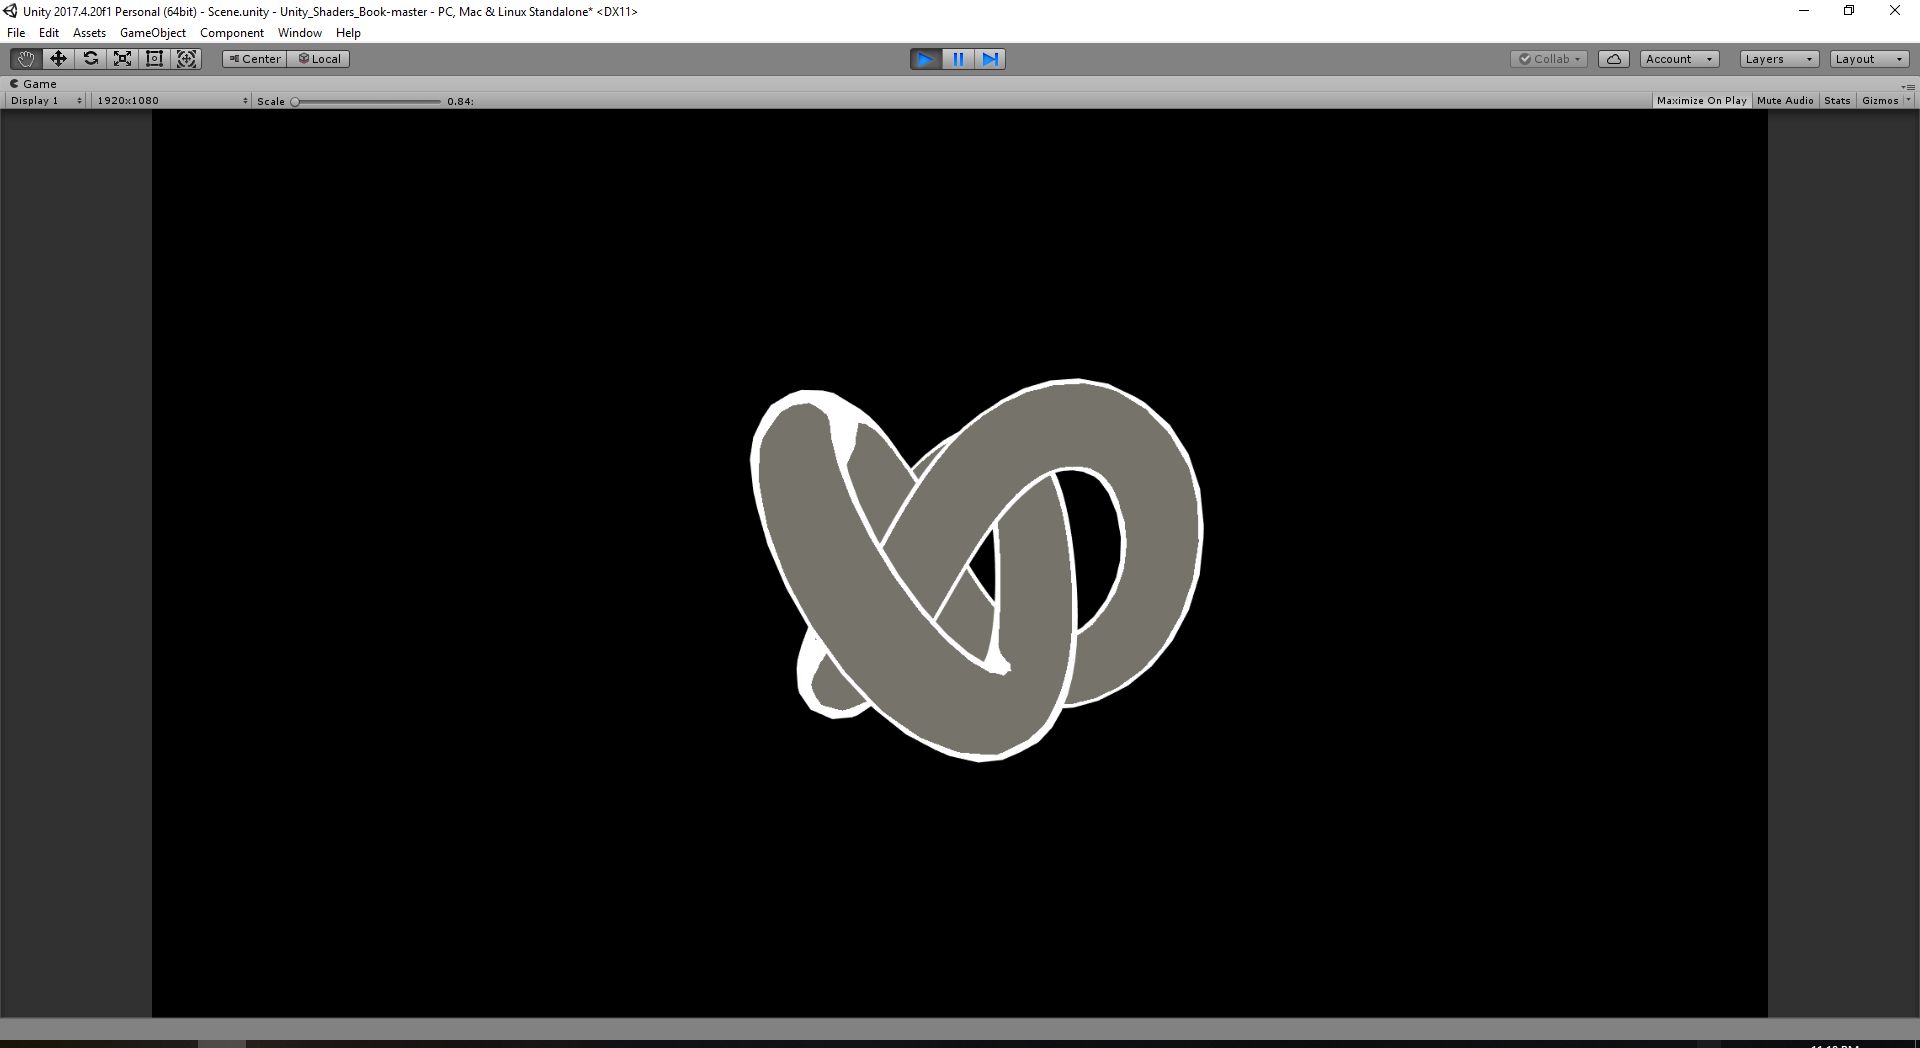 Unity 2017.4.20f1 Personal (64bit) - Scene.unity - Unity_Shaders_Book-master - PC, Mac & Linux Standalone* <DX11>
File Edit Assets GameObject Component Window Help
Center Local Collab Account Layers Layout
Game
Display 1 1920x1080 Scale 0.84: Maximize On Play Mute Audio Stats Gizmos